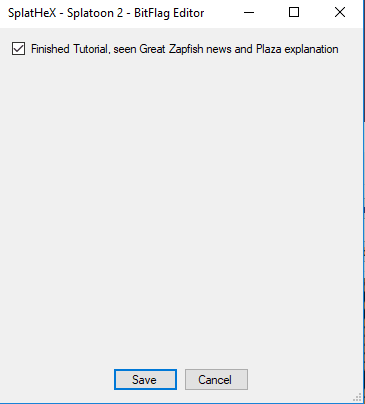 SplatHeX - Splatoon 2 - BitFlag Editor
Finished Tutorial, seen Great Zapfish news and Plaza explanation
Save Cancel